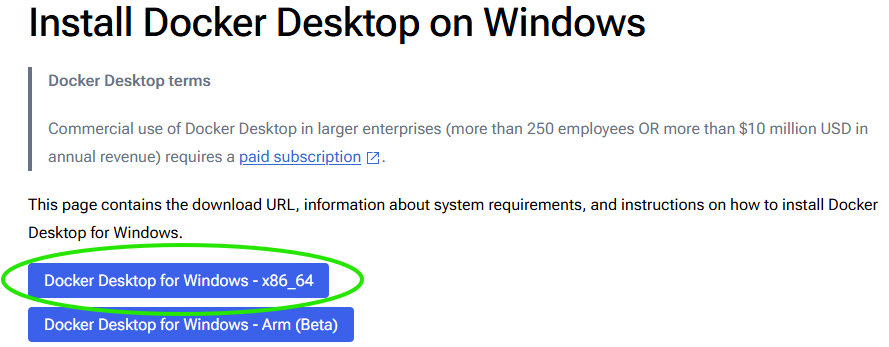 Install Docker Desktop on Windows
Docker Desktop terms
Commercial use of Docker Desktop in larger enterprises (more than 250 employees OR more than $10 million USD in
annual revenue) requires a paid subscription.
This page contains the download URL, information about system requirements, and instructions on how to install Docker
Desktop for Windows.
Docker Desktop for Windows - x86_64
Docker Desktop for Windows - Arm (Beta)